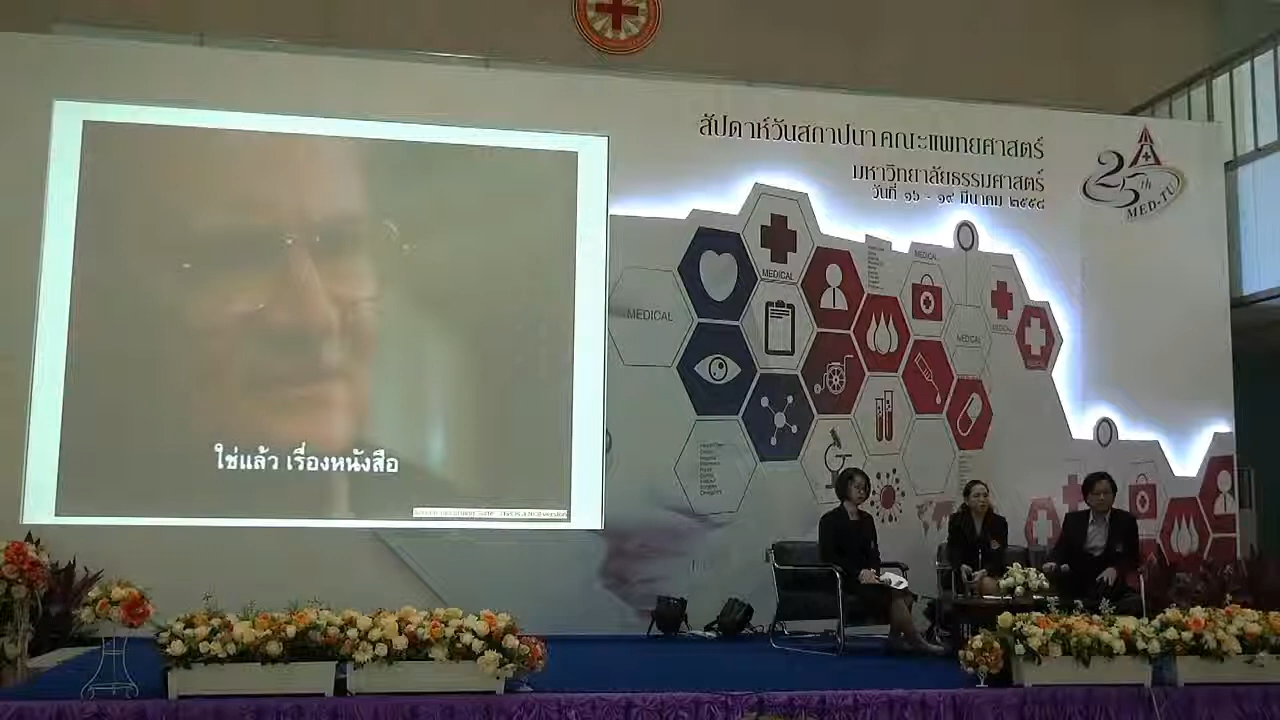 สัปดาห์วันสถาปนา คณะแพทยศาสตร์
มหาวิทยาลัยธรรมศาสตร์
วันที่ ๑๖ - ๑๙ มีนาคม ๒๕๕๘
25th
MED-TU
MEDICAL
MEDICAL
MEDICAL
MEDICAL
MEDICAL
ใช่แล้ว เรื่องหนังสือ